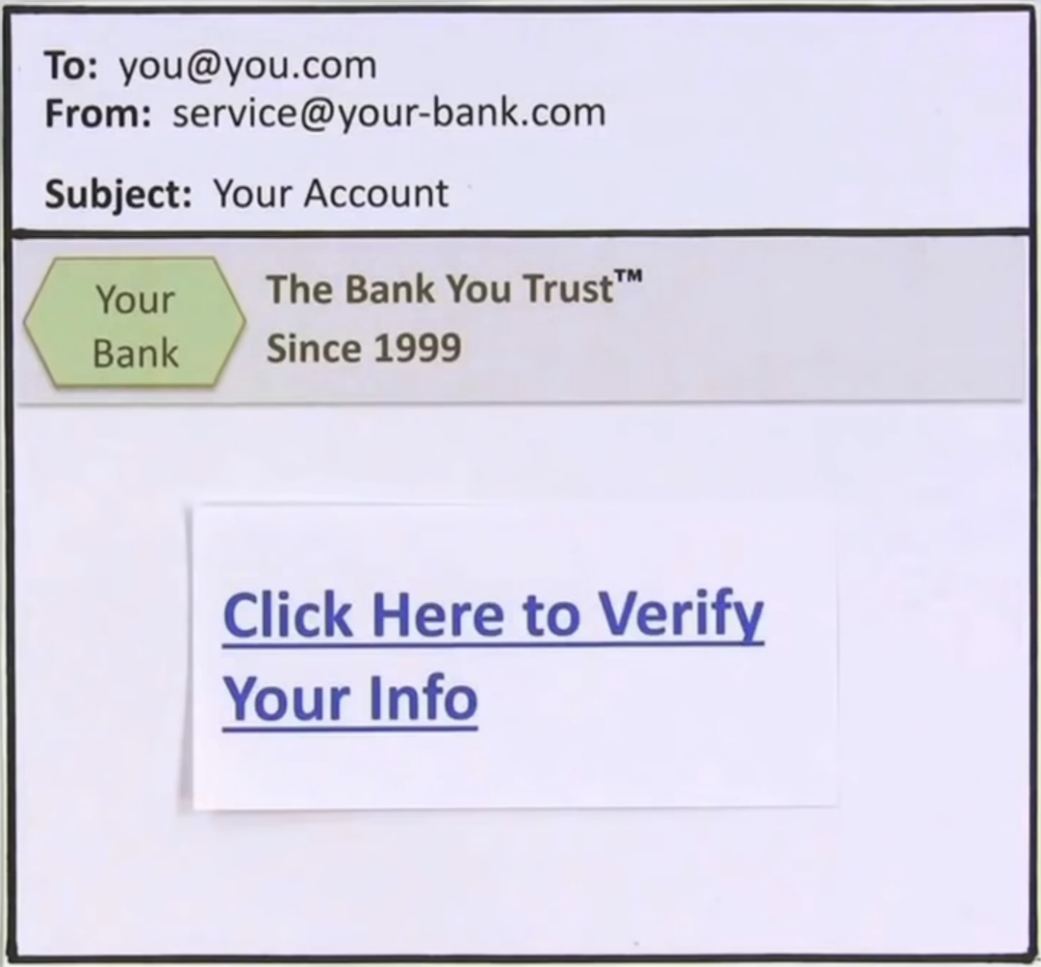 To: you@you.com
From: service@your-bank.com
Subject: Your Account
Your
Bank
The Bank You Trust™
Since 1999
Click Here to Verify
Your Info